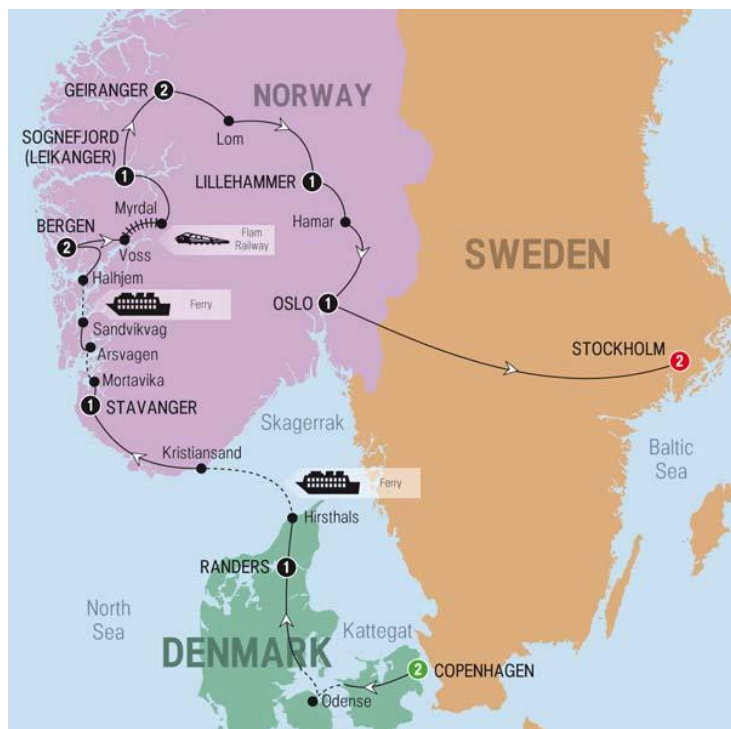 GEIRANGER 2
NORWAY
Lom
SOGNEFJORD
(LEIKANGER)
1
LILLEHAMMER 1
Myrdal
Flam
Railway
BERGEN
2
Voss
Hamar
SWEDEN
Halhjem
Ferry
OSLO 1
Sandvikvag
Arsvagen
STOCKHOLM
2
Mortavika
1 STAVANGER
Skagerrak
Kristiansand
Baltic
Sea
Ferry
Hirsthals
RANDERS 1
North
Sea
Kattegat
DENMARK
2 COPENHAGEN
Odense